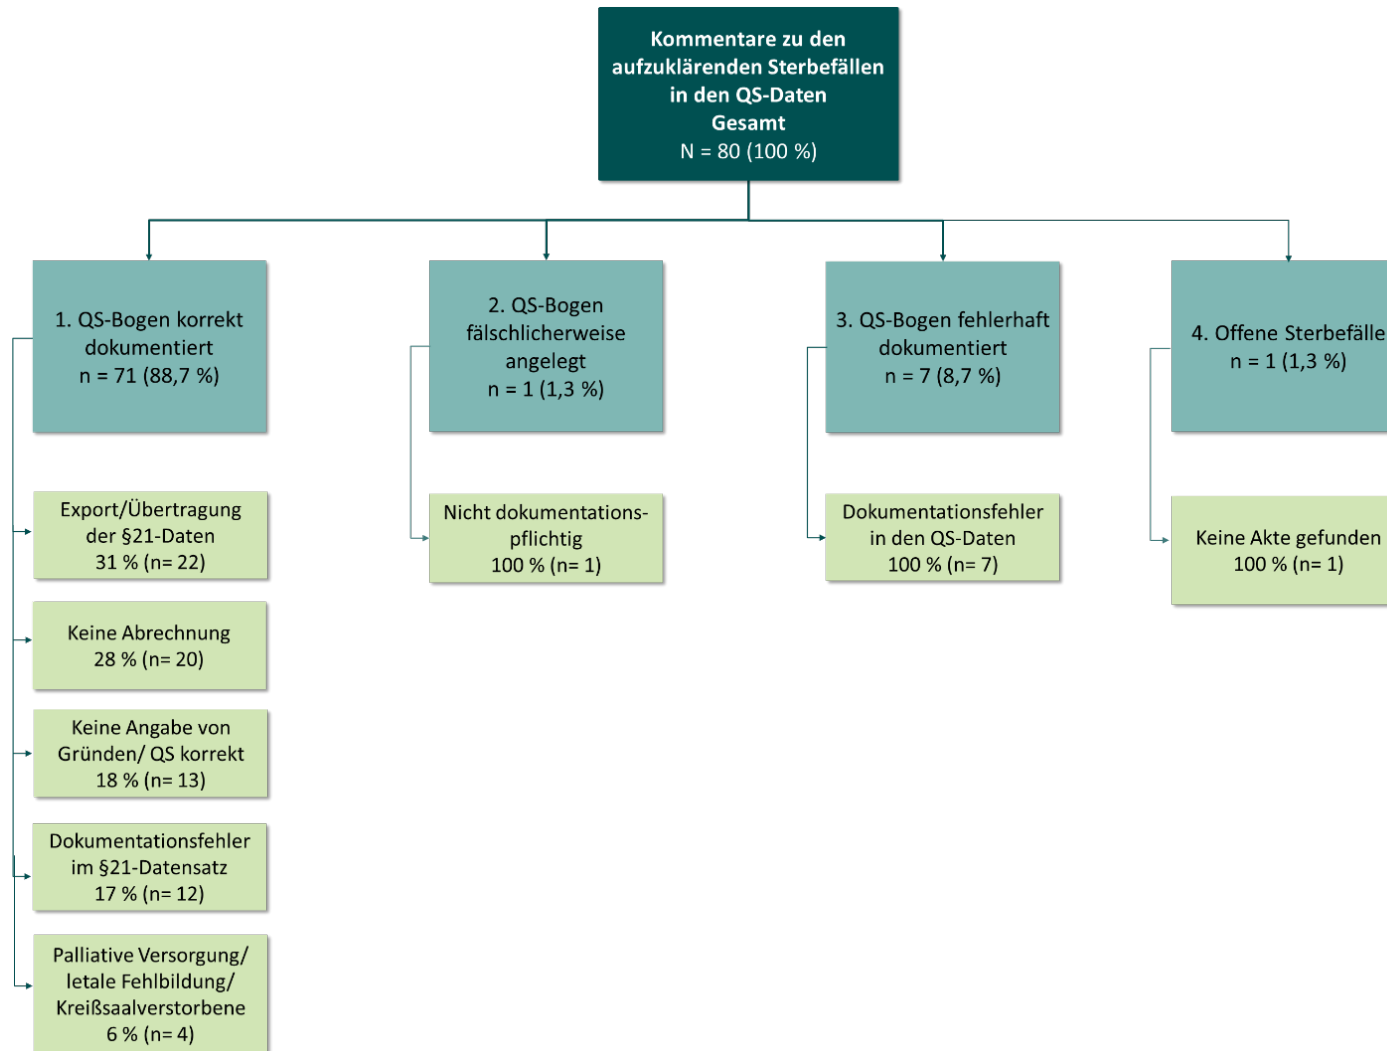 Kommentare zu den
aufzuklärenden Sterbefällen
in den QS-Daten
Gesamt
N = 80 (100 %)
1. QS-Bogen korrekt
dokumentiert
n = 71 (88,7 %)
2. QS-Bogen
fälschlicherweise
angelegt
n = 1 (1,3 %)
3. QS-Bogen fehlerhaft
dokumentiert
n = 7 (8,7 %)
4. Offene Sterbefälle
n = 1 (1,3 %)
Export/Übertragung
der §21-Daten
31 % (n= 22)
Keine Abrechnung
28 % (n= 20)
Keine Angabe von
Gründen/ QS korrekt
18 % (n= 13)
Dokumentationsfehler
im §21-Datensatz
17 % (n= 12)
Palliative Versorgung/
letale Fehlbildung/
Kreißsaalverstorbene
6 % (n= 4)
Nicht dokumentations-
pflichtig
100 % (n= 1)
Dokumentationsfehler
in den QS-Daten
100 % (n= 7)
Keine Akte gefunden
100 % (n= 1)